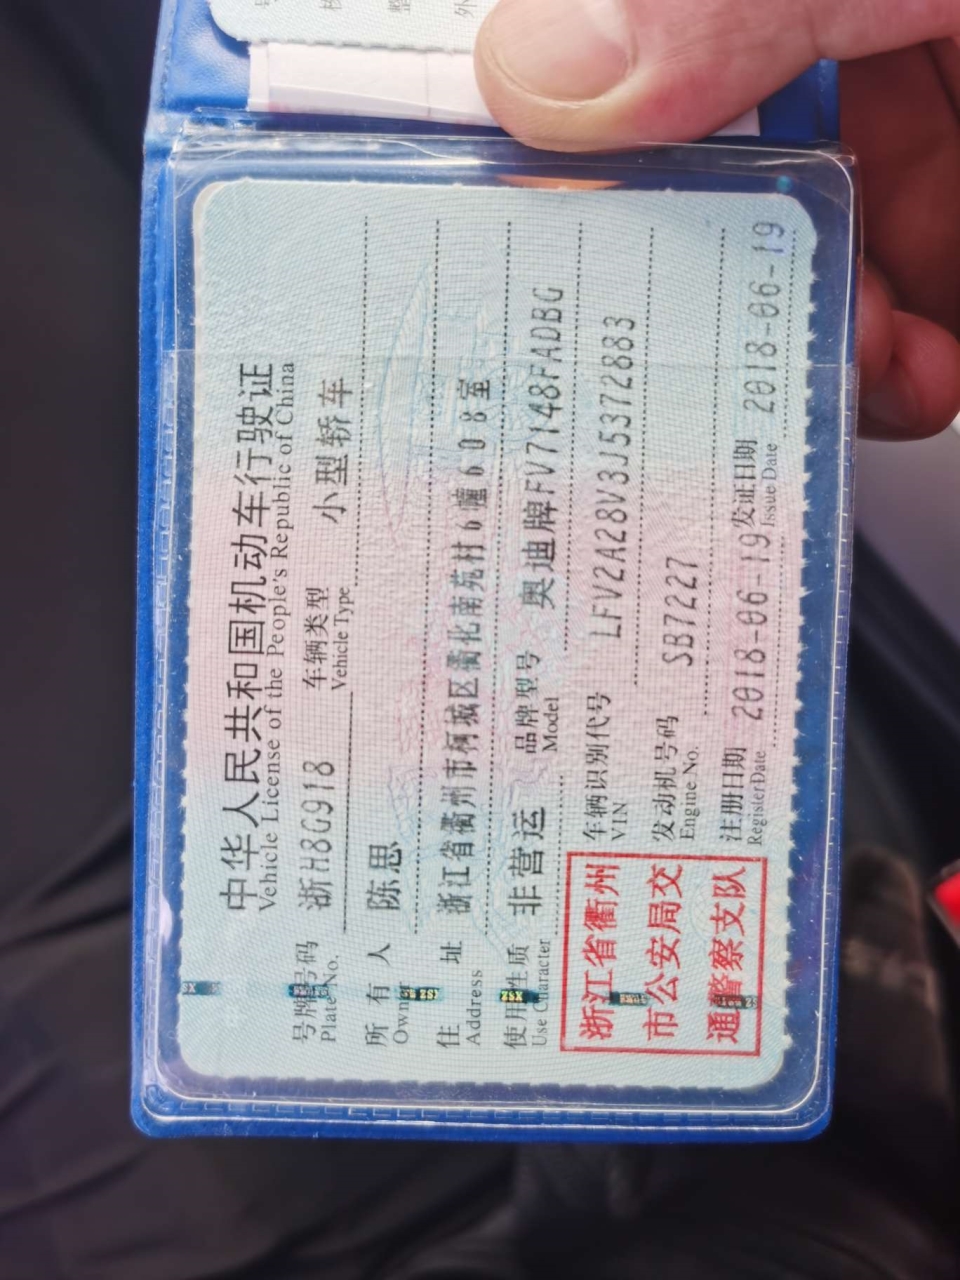 中华人民共和国机动车行驶证
Vehicle License of the People's Republic of China
号牌号码 浙H8G918 车辆类型 小型轿车
Plate No. Vehicle Type
所有人 陈思
Owner
住址 浙江省衢州市柯城区衢化南苑村6幢608室
Address
使用性质 非营运 品牌型号 奥迪牌FV7148FADBG
Use Character Model
浙江省衢州
市公安局交
通警察支队
车辆识别代号 LFV2A28V3J5372883
VIN
发动机号码 SB7227
Engine No.
注册日期 2018-06-19 发证日期 2018-06-19
Register Date Issue Date